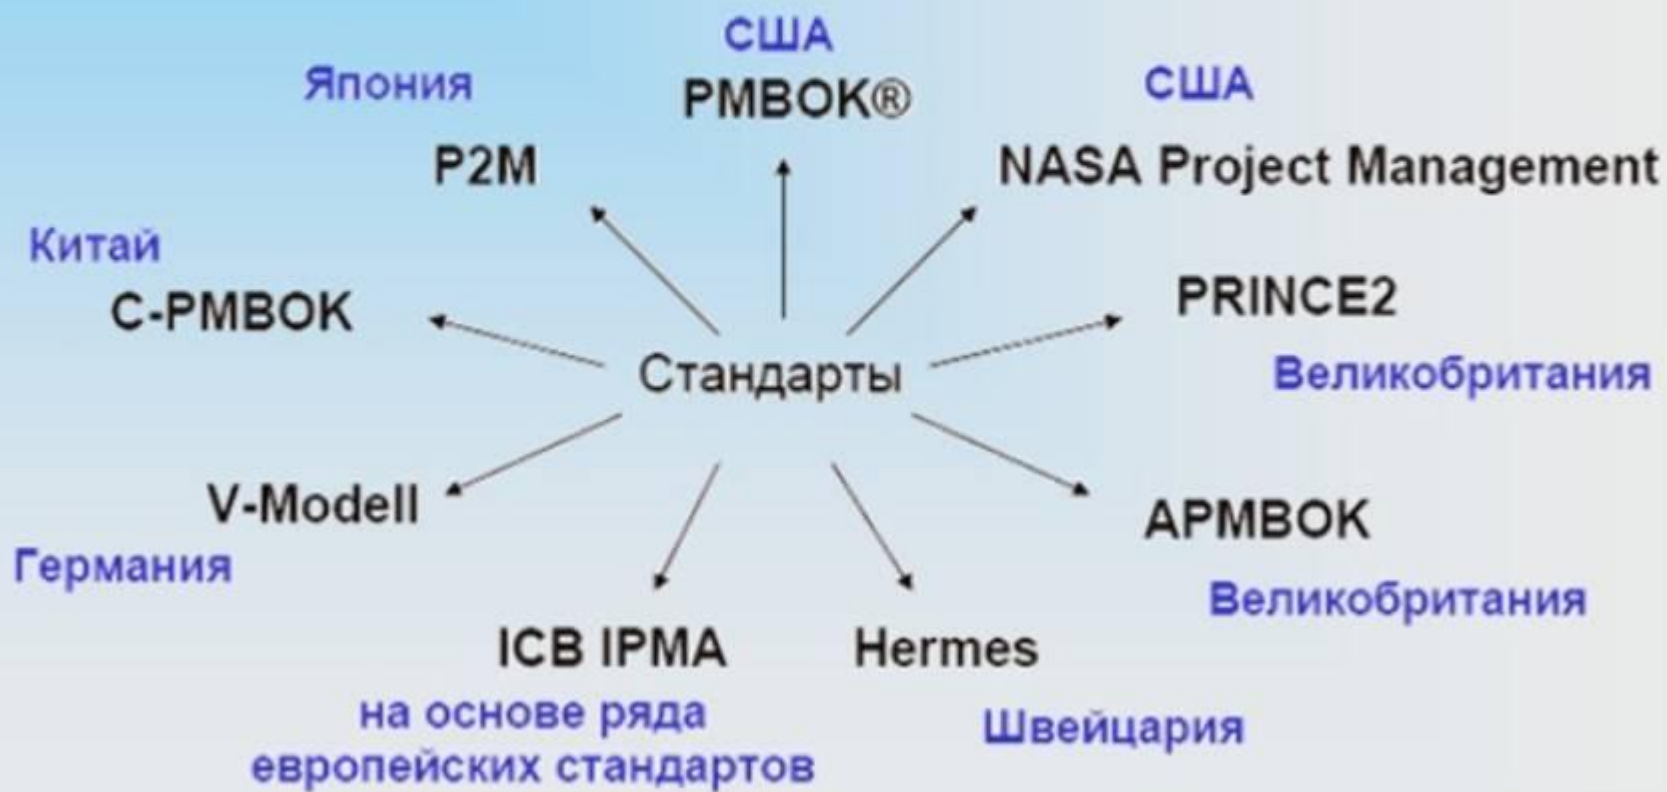 США
PMBOK®
Япония
P2M
США
NASA Project Management
Китай
C-PMBOK
PRINCE2
Великобритания
Стандарты
V-Modell
Германия
APMBOK
Великобритания
ICB IPMA
на основе ряда
европейских стандартов
Hermes
Швейцария